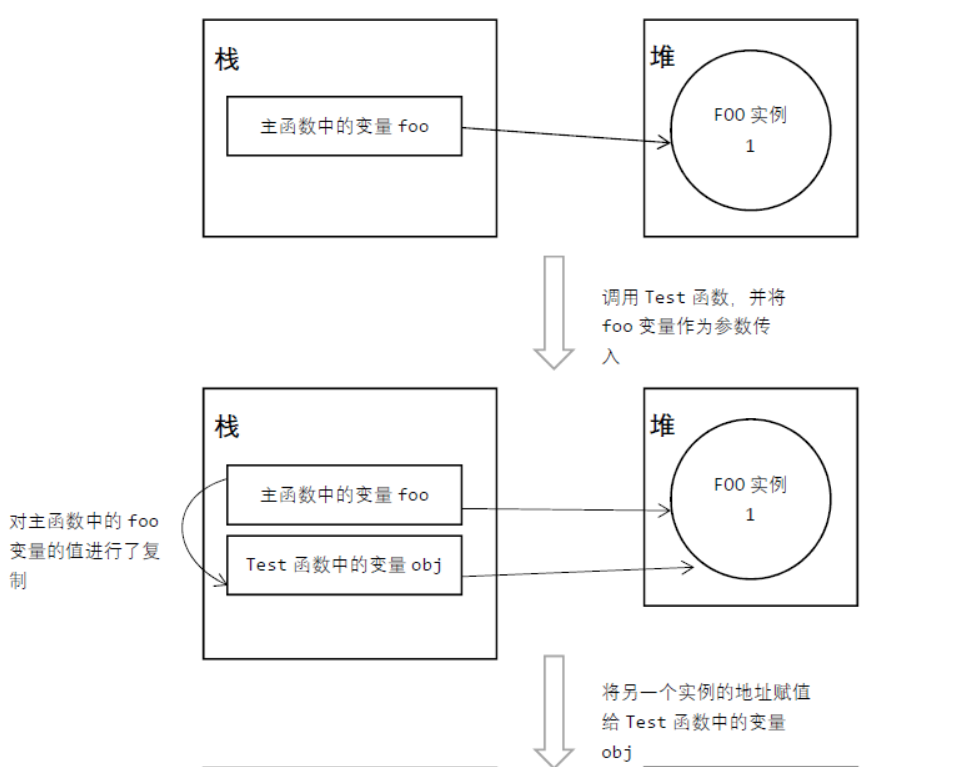 栈
堆
主函数中的变量 foo
FOO 实例
1
调用 Test 函数，并将
foo 变量作为参数传
入
栈
堆
主函数中的变量 foo
FOO 实例
1
对主函数中的 foo
变量的值进行了复
制
Test 函数中的变量 obj
将另一个实例的地址赋值
给 Test 函数中的变量
obj